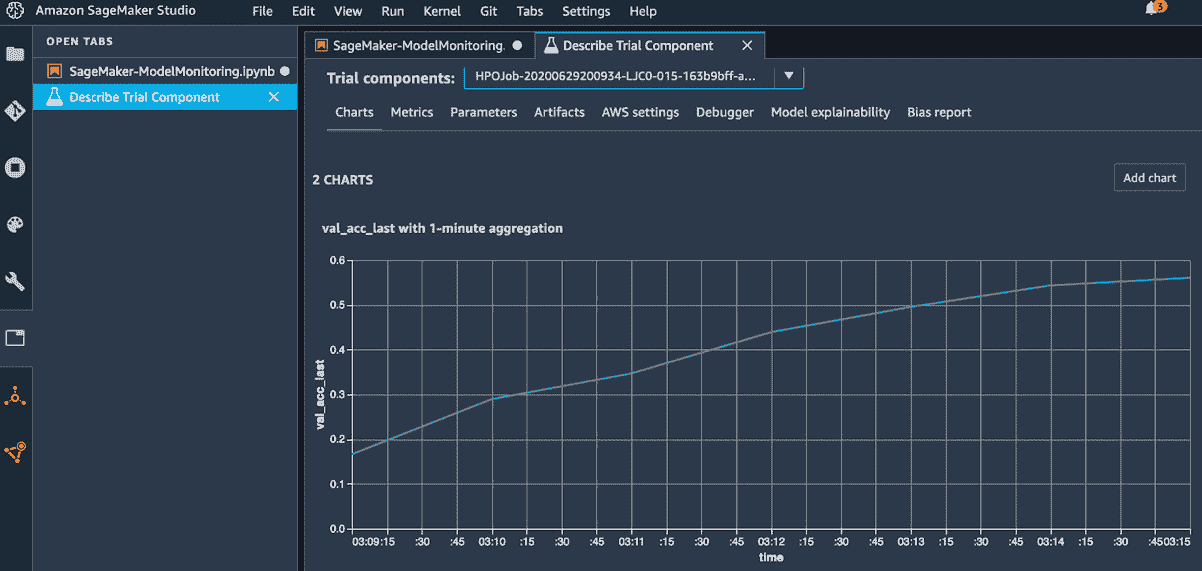 Amazon SageMaker Studio File Edit View Run Kernel Git Tabs Settings Help 3
OPEN TABS
SageMaker-ModelMonitoring.ipynb
Describe Trial Component
SageMaker-ModelMonitoring. Describe Trial Component
Trial components: HPOJob-20200629200934-LJC0-015-163b9bff-a...
Charts Metrics Parameters Artifacts AWS settings Debugger Model explainability Bias report
2 CHARTS Add chart
val_acc_last with 1-minute aggregation
0.6
0.5
0.4
0.3
0.2
0.1
0.0
val_acc_last
03:09 :15 :30 :45 03:10 :15 :30 :45 03:11 :15 :30 :45 03:12 :15 :30 :45 03:13 :15 :30 :45 03:14 :15 :30 :45 03:15
time